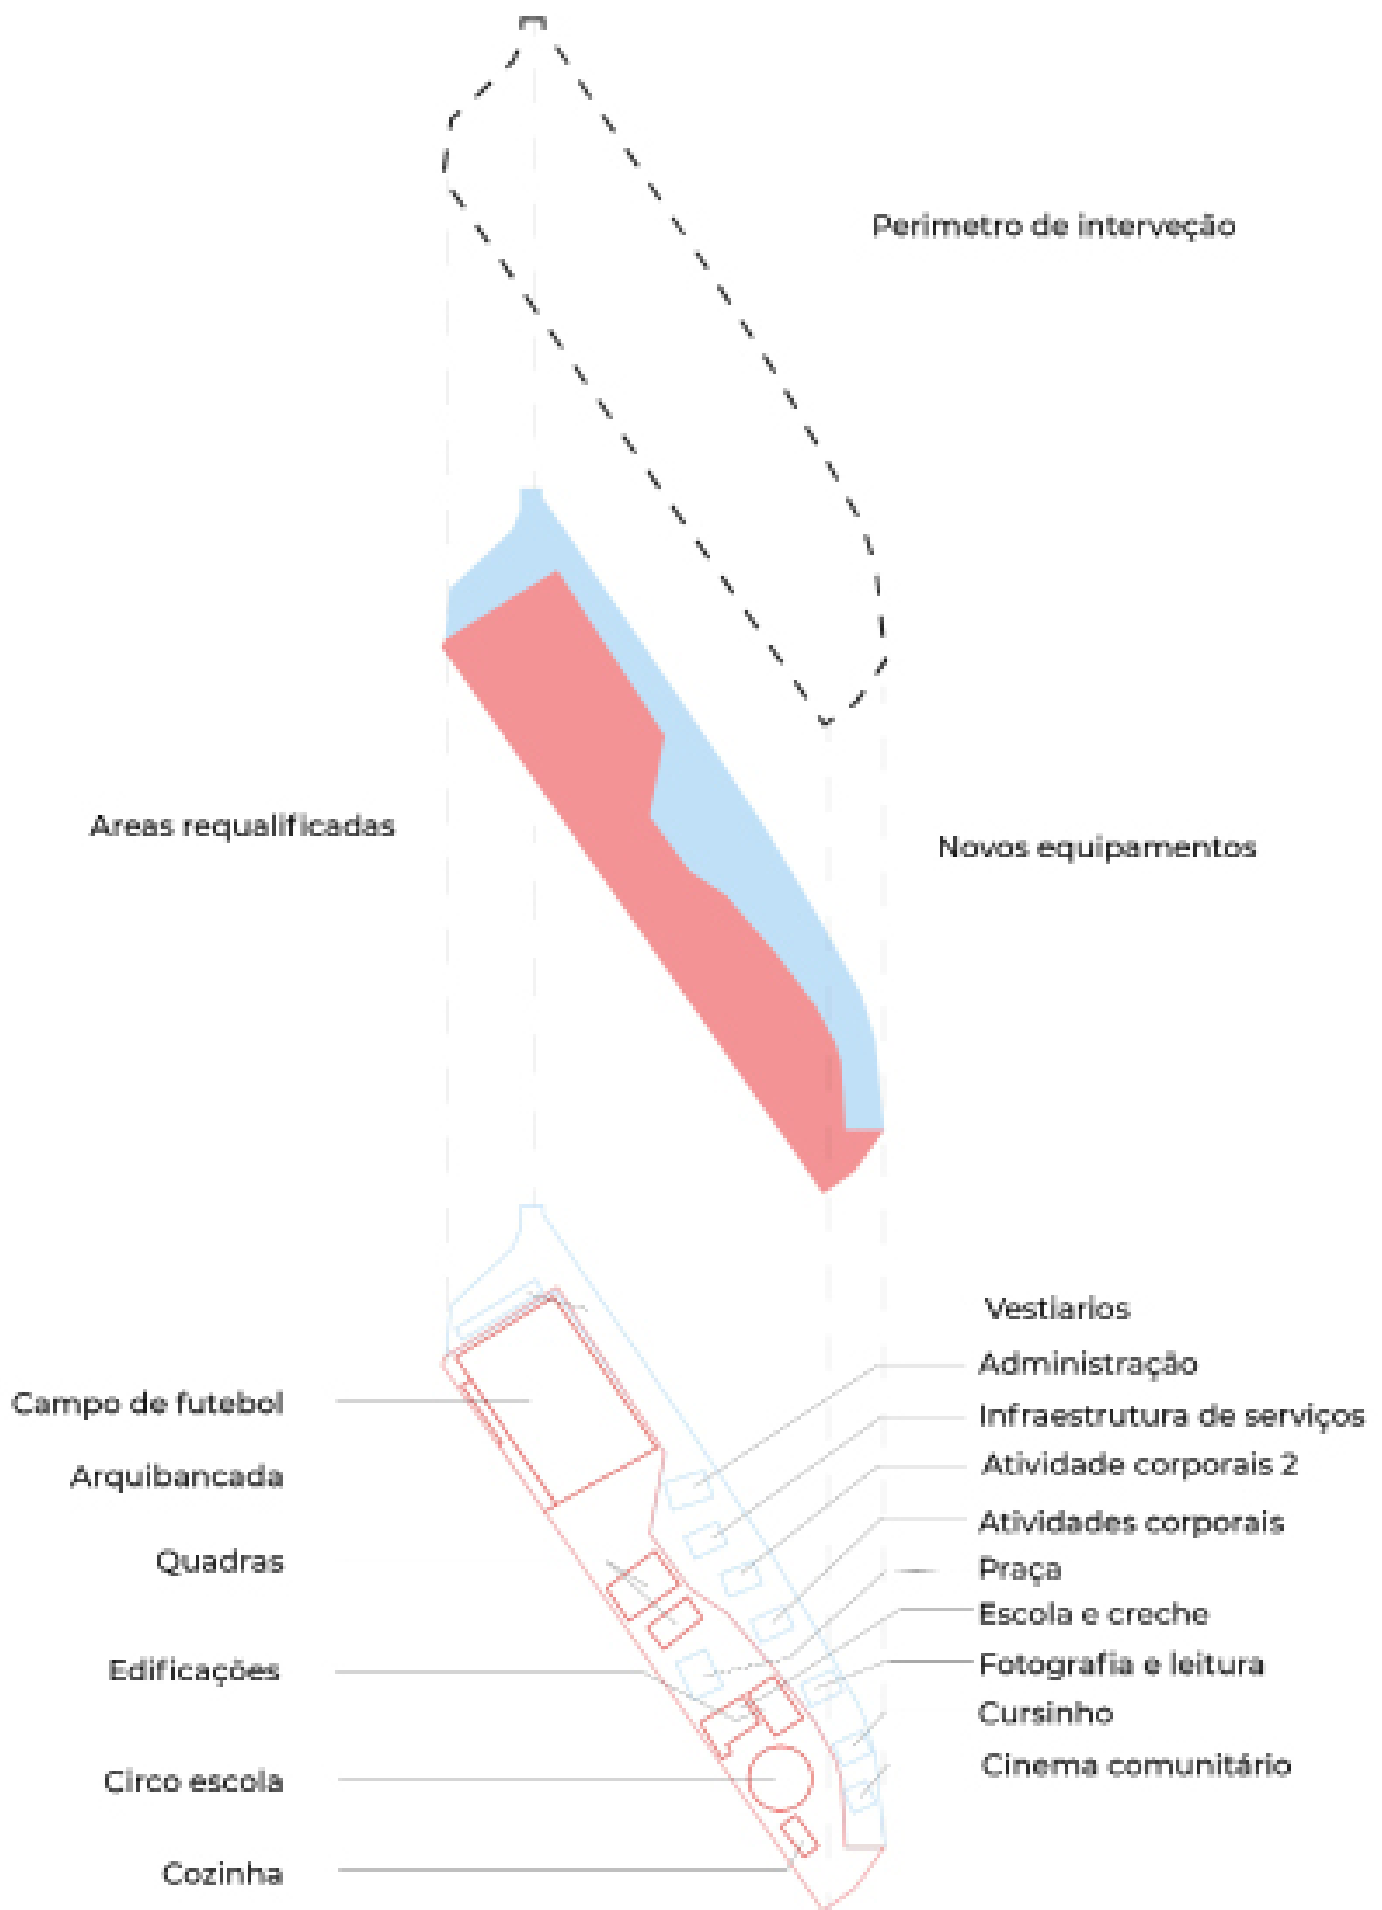 Perimetro de interveção
Areas requalificadas
Novos equipamentos
Campo de futebol
Arquibancada
Quadras
Edificações
Circo escola
Cozinha
Vestiarios
Administração
Infraestrutura de serviços
Atividade corporais 2
Atividades corporais
Praça
Escola e creche
Fotografia e leitura
Cursinho
Cinema comunitário